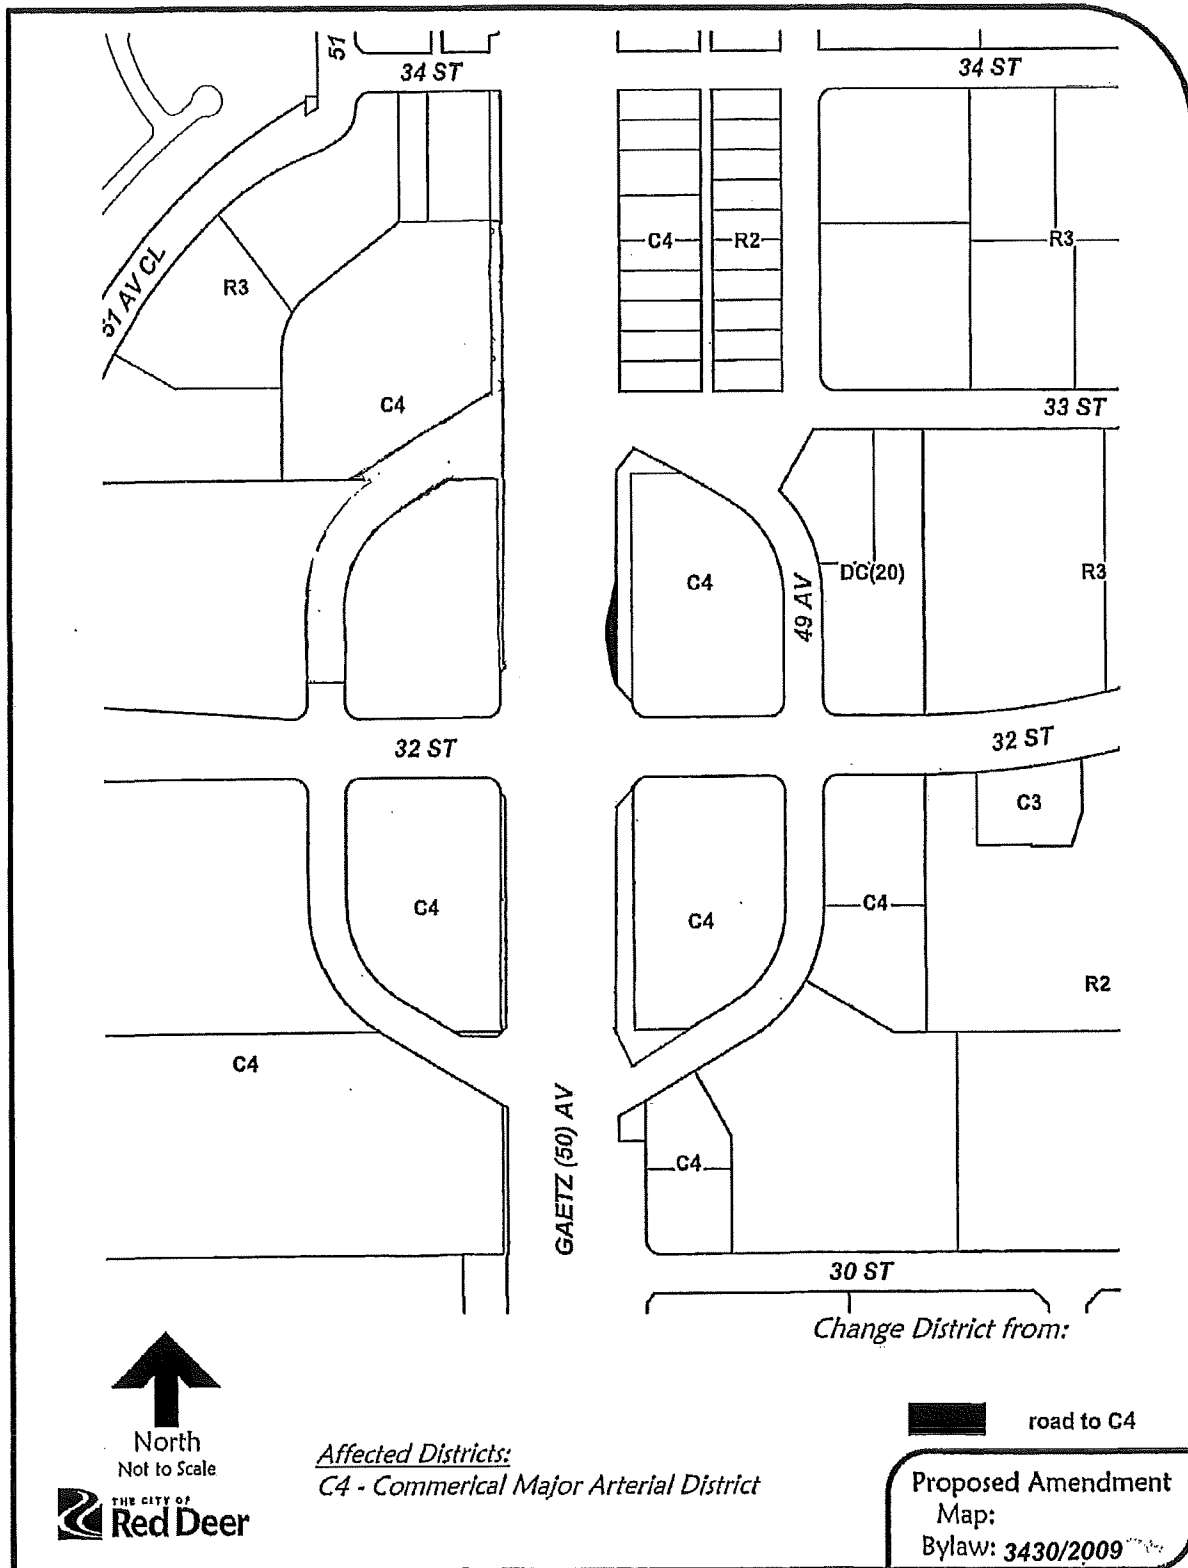 51
34 ST
34 ST
C4
R2
R3
51 AV CL
R3
C4
33 ST
C4
49 AV
DC(20)
R3
32 ST
32 ST
C3
C4
C4
C4
R2
C4
GAETZ (50) AV
C4
30 ST
Change District from:
road to C4
North
Not to Scale
Affected Districts:
C4 - Commerical Major Arterial District
THE CITY OF
Red Deer
Proposed Amendment
Map:
Bylaw: 3430/2009